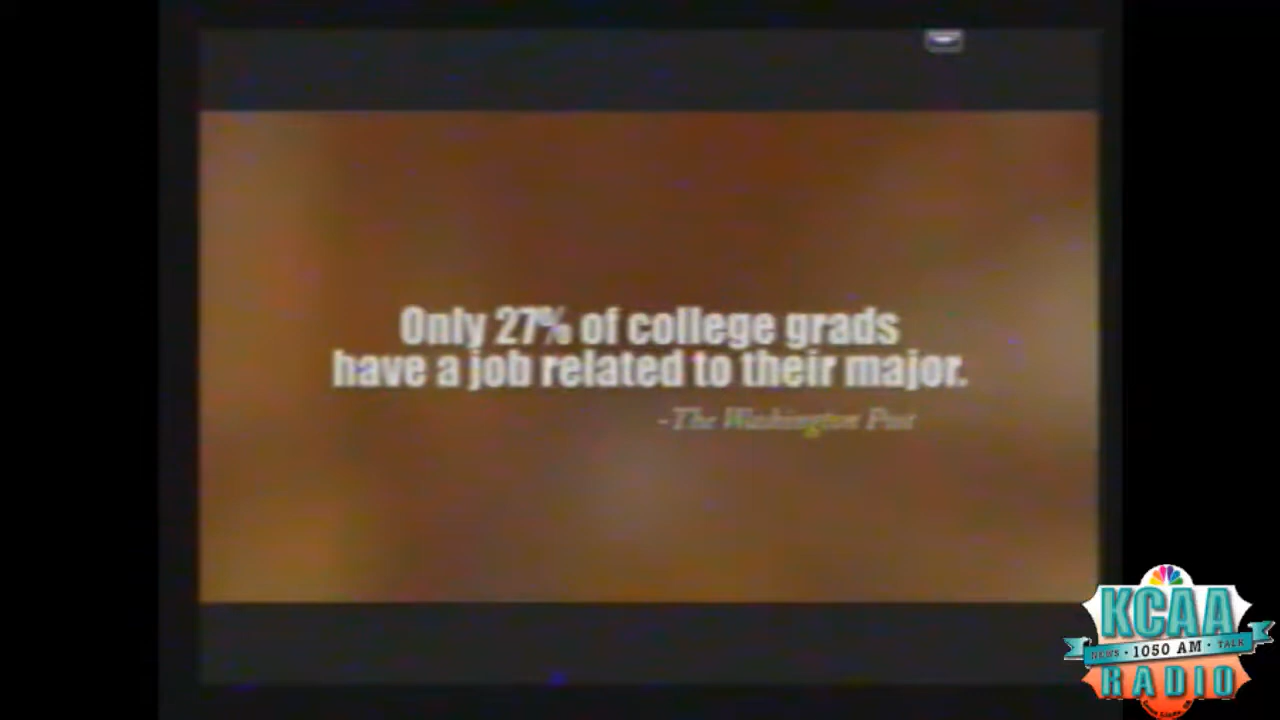 Only 27% of college grads
have a job related to their major.
-The Washington Post
KCAA
NEWS · 1050 AM · TALK
RADIO